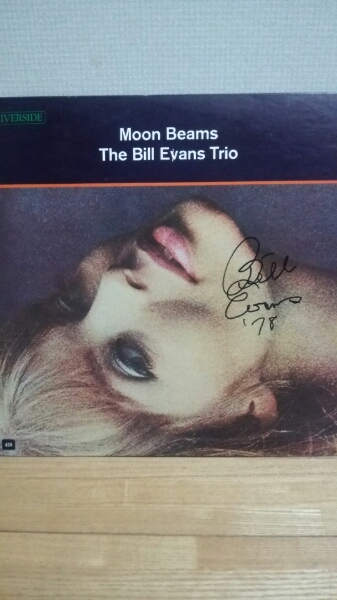 IVERSIDE
Moon Beams
The Bill Evans Trio
Bill
Evans
'78